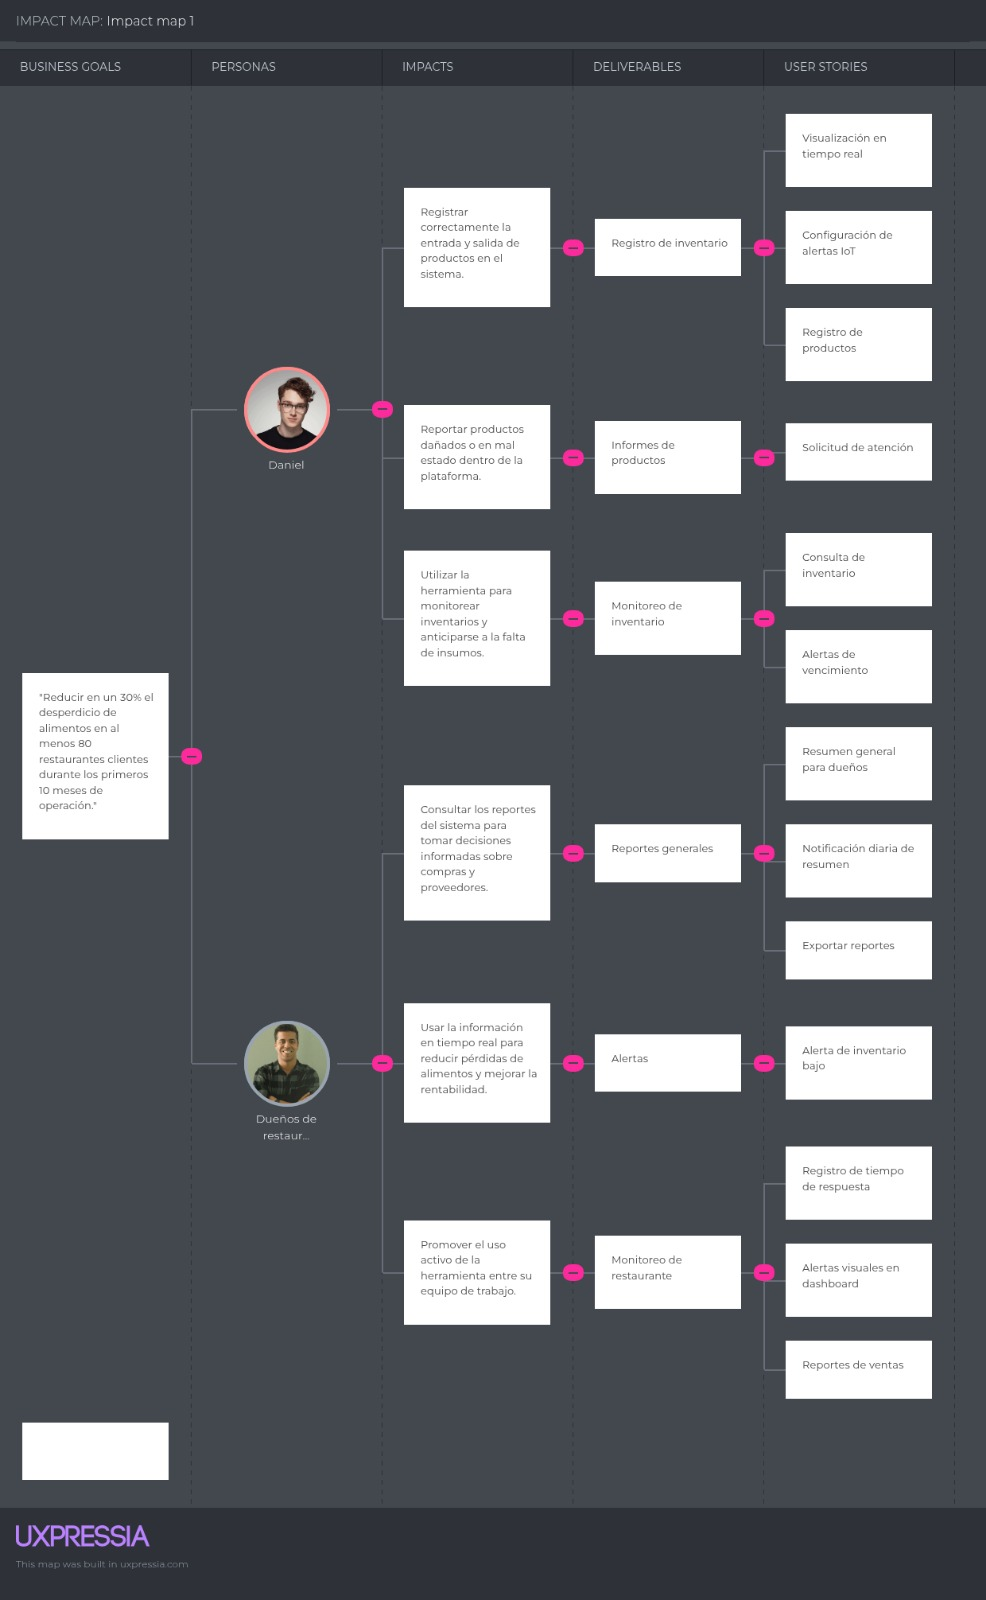 IMPACT MAP: Impact map 1
BUSINESS GOALS
PERSONAS
IMPACTS
DELIVERABLES
USER STORIES
"Reducir en un 30% el
desperdicio de
alimentos en al
menos 80
restaurantes clientes
durante los primeros
10 meses de
operación."
Daniel
Registrar
correctamente la
entrada y salida de
productos en el
sistema.
Registro de inventario
Visualización en
tiempo real
Configuración de
alertas IoT
Registro de
productos
Reportar productos
dañados o en mal
estado dentro de la
plataforma.
Informes de
productos
Solicitud de atención
Utilizar la
herramienta para
monitorear
inventarios y
anticiparse a la falta
de insumos.
Monitoreo de
inventario
Consulta de
inventario
Alertas de
vencimiento
Dueños de
restaur...
Consultar los reportes
del sistema para
tomar decisiones
informadas sobre
compras y
proveedores.
Reportes generales
Resumen general
para dueños
Notificación diaria de
resumen
Exportar reportes
Usar la información
en tiempo real para
reducir pérdidas de
alimentos y mejorar la
rentabilidad.
Alertas
Alerta de inventario
bajo
Promover el uso
activo de la
herramienta entre su
equipo de trabajo.
Monitoreo de
restaurante
Registro de tiempo
de respuesta
Alertas visuales en
dashboard
Reportes de ventas
UXPRESSIA
This map was built in uxpressia.com